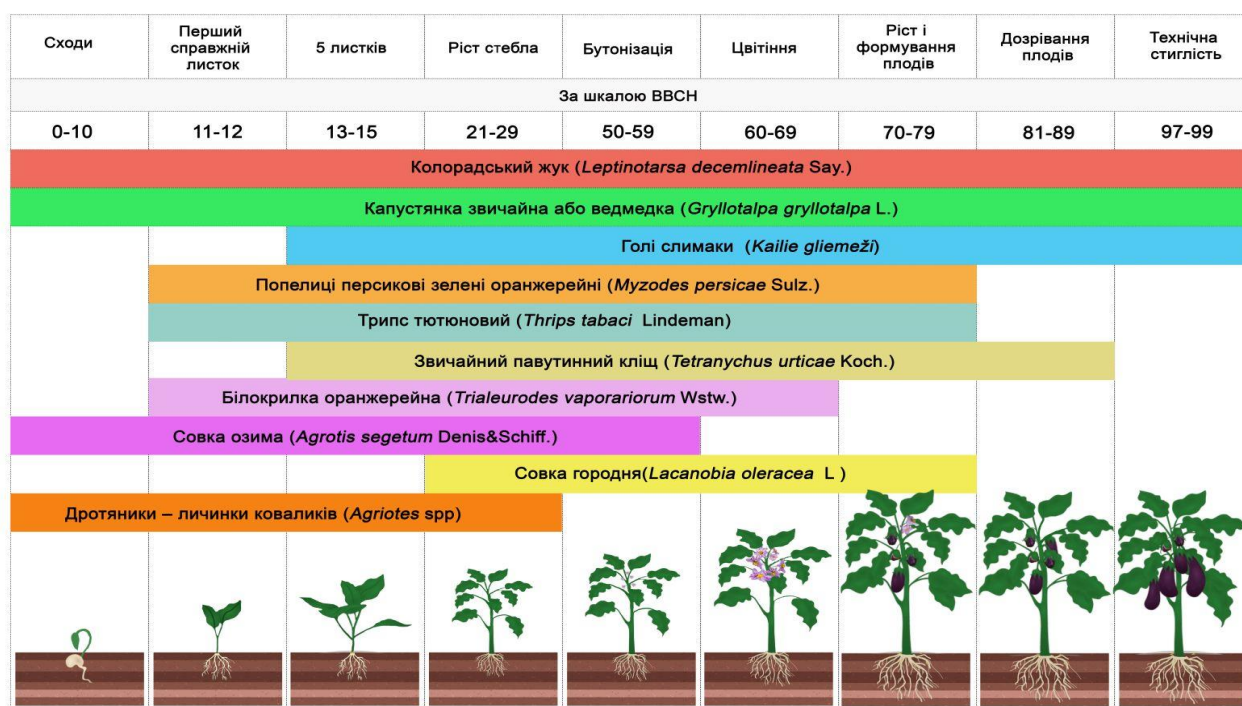 Сходи
Перший
справжній
листок
5 листків
Ріст стебла
Бутонізація
Цвітіння
Ріст і
формування
плодів
Дозрівання
плодів
Технічна
стиглість
За шкалою BBCH
0-10 11-12 13-15 21-29 50-59 60-69 70-79 81-89 97-99
Колорадський жук (Leptinotarsa decemlineata Say.)
Капустянка звичайна або ведмедка (Gryllotalpa gryllotalpa L.)
Голі слимаки (Kailie gliemeži)
Попелиці персикові зелені оранжерейні (Myzodes persicae Sulz.)
Трипс тютюновий (Thrips tabaci Lindeman)
Звичайний павутинний кліщ (Tetranychus urticae Koch.)
Білокрилка оранжерейна (Trialeurodes vaporariorum Wstw.)
Совка озима (Agrotis segetum Denis&Schiff.)
Совка городня(Lacanobia oleracea L )
Дротяники – личинки коваликів (Agriotes spp)